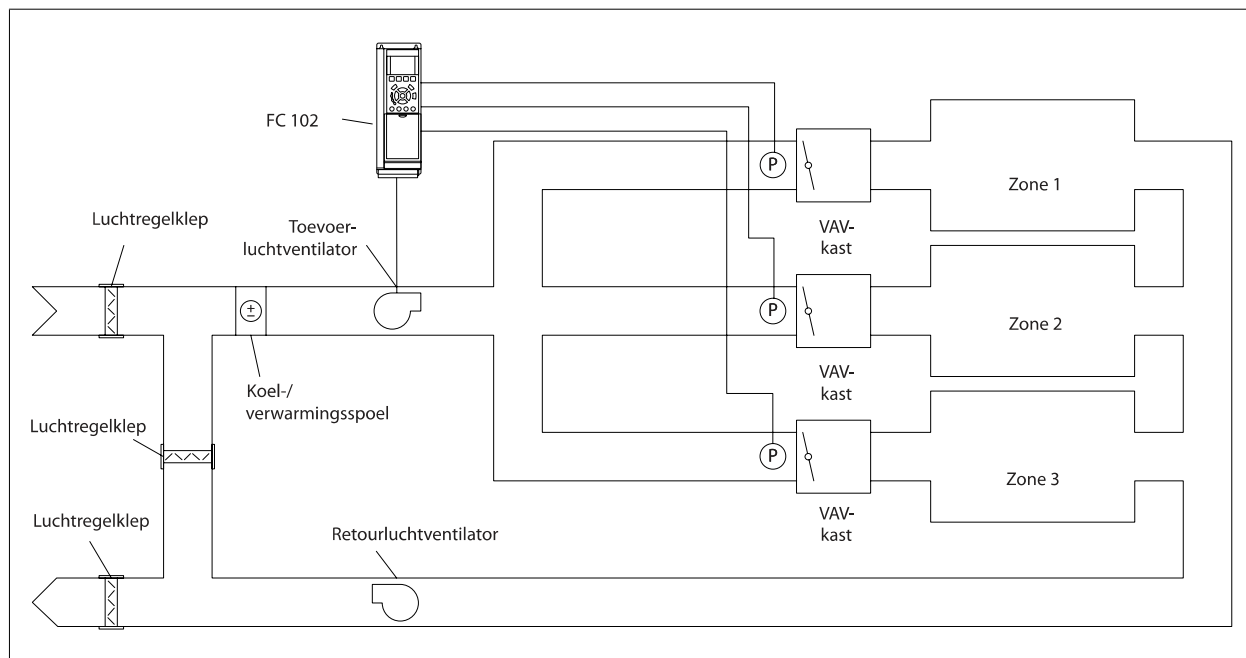 FC 102
P
Zone 1
Luchtregelklep
Toevoer-
luchtventilator
VAV-
kast
±
P
Zone 2
Koel-/
verwarmingsspoel
VAV-
kast
Luchtregelklep
P
Zone 3
Luchtregelklep
Retourluchtventilator
VAV-
kast